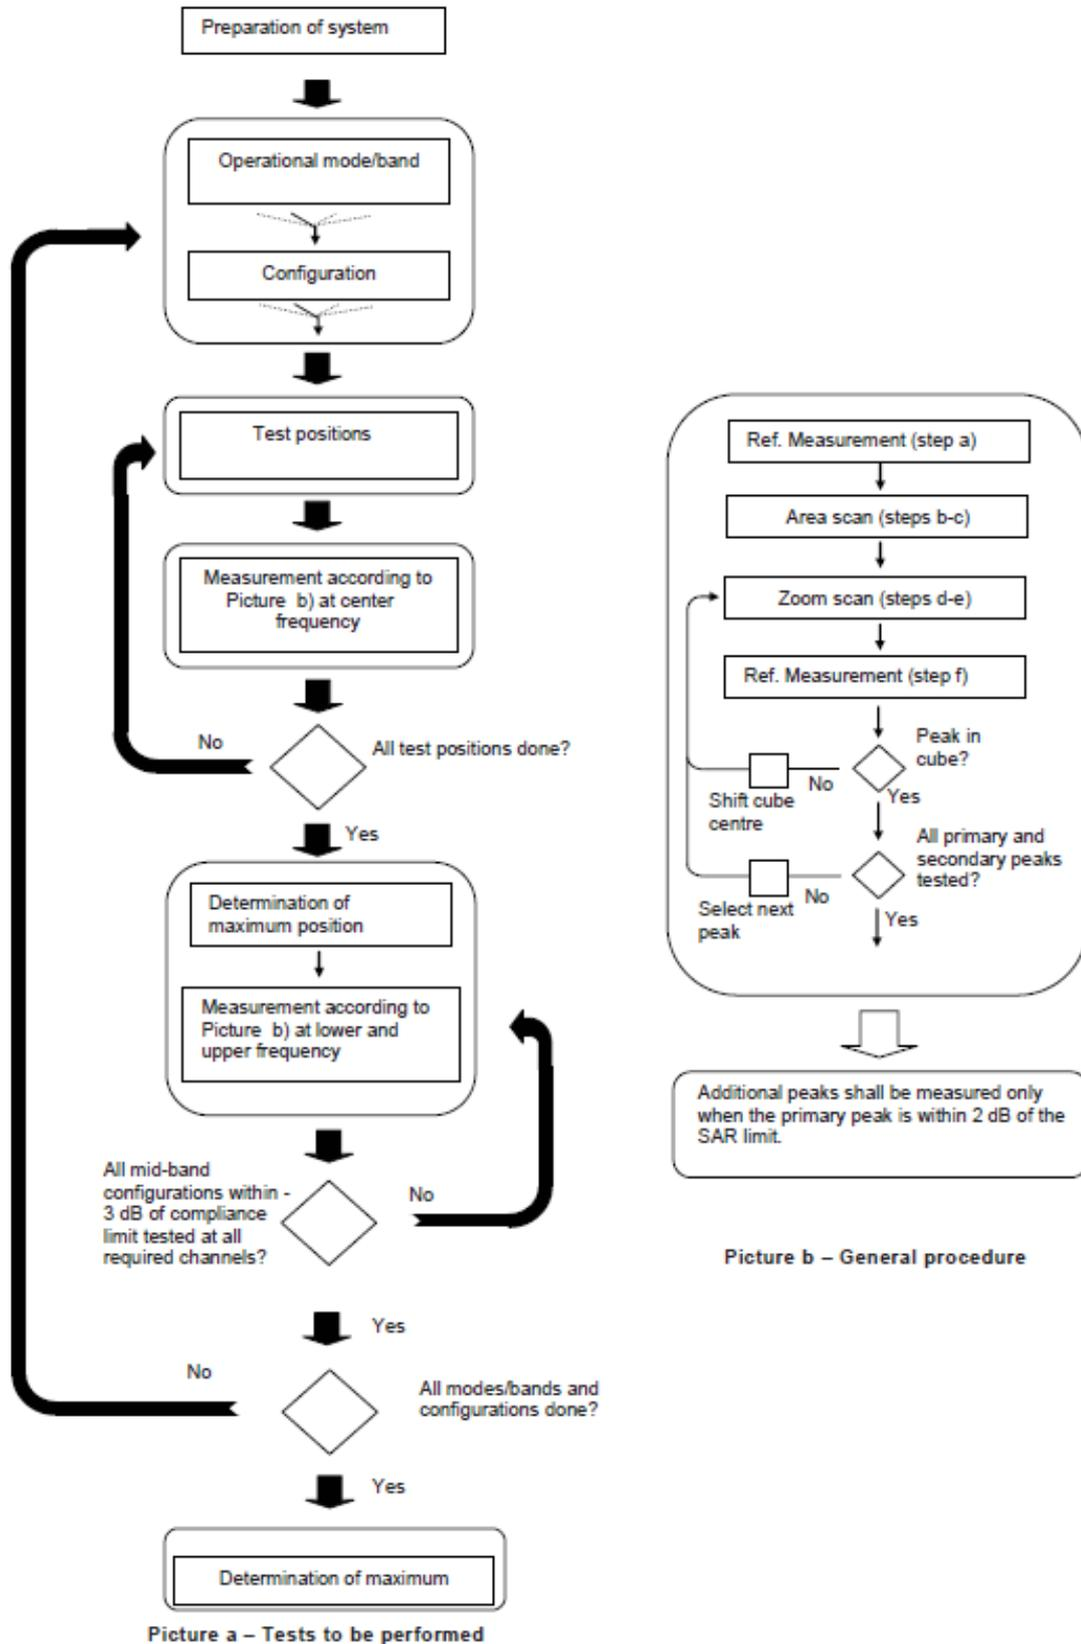 Preparation of system
Operational mode/band
Configuration
Test positions
Measurement according to
Picture b) at center
frequency
No
All test positions done?
Yes
Determination of
maximum position
Measurement according to
Picture b) at lower and
upper frequency
All mid-band
configurations within -
3 dB of compliance
limit tested at all
required channels?
No
Yes
No
All modes/bands and
configurations done?
Yes
Determination of maximum
Picture a – Tests to be performed
Ref. Measurement (step a)
Area scan (steps b-c)
Zoom scan (steps d-e)
Ref. Measurement (step f)
Peak in
cube?
No
Shift cube
centre
Yes
All primary and
secondary peaks
tested?
No
Select next
peak
Yes
Additional peaks shall be measured only
when the primary peak is within 2 dB of the
SAR limit.
Picture b – General procedure